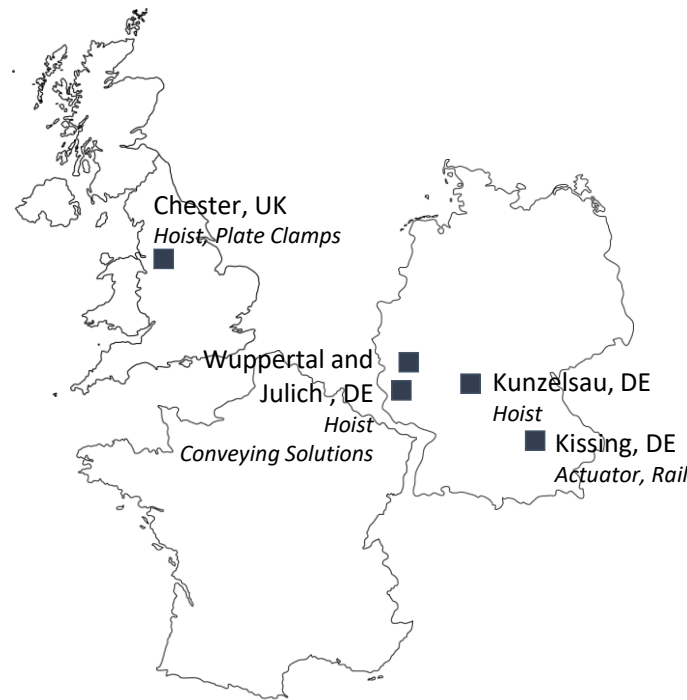 Chester, UK
Hoist, Plate Clamps
Wuppertal and
Julich , DE
Hoist
Conveying Solutions
Kunzelsau, DE
Hoist
Kissing, DE
Actuator, Rail